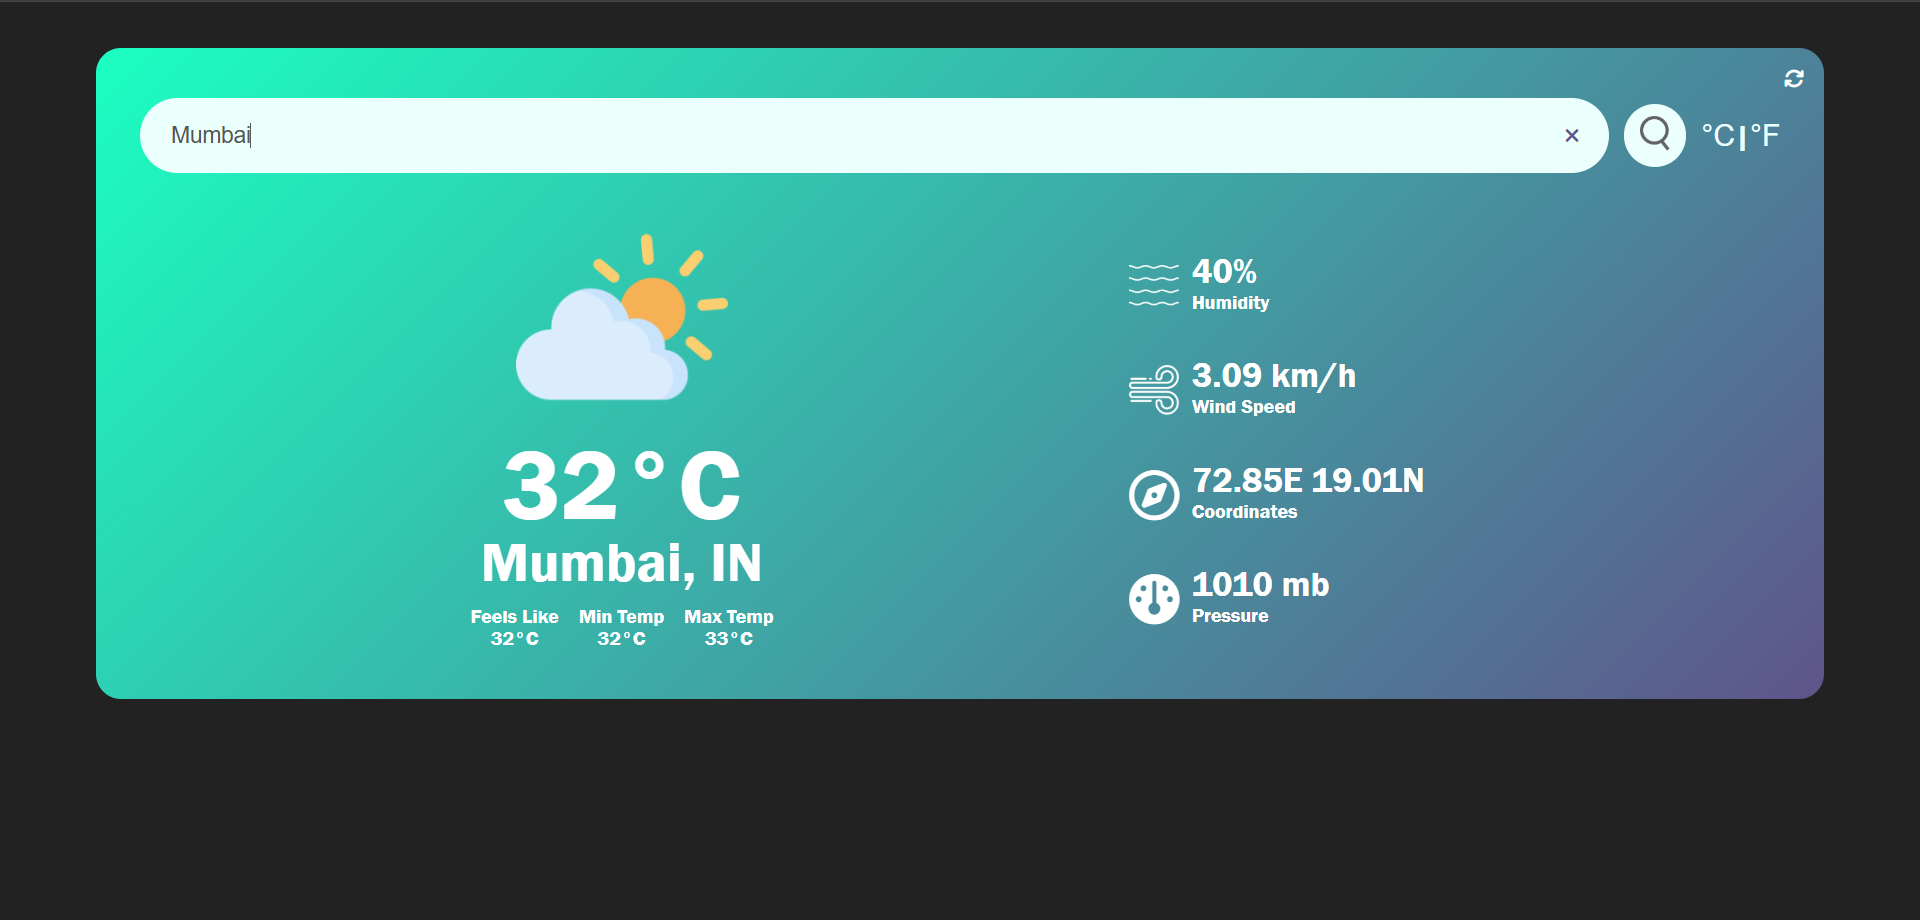 Mumbai
°C|°F
32°C
Mumbai, IN
Feels Like Min Temp Max Temp
32°C 32°C 33°C
40%
Humidity
3.09 km/h
Wind Speed
72.85E 19.01N
Coordinates
1010 mb
Pressure